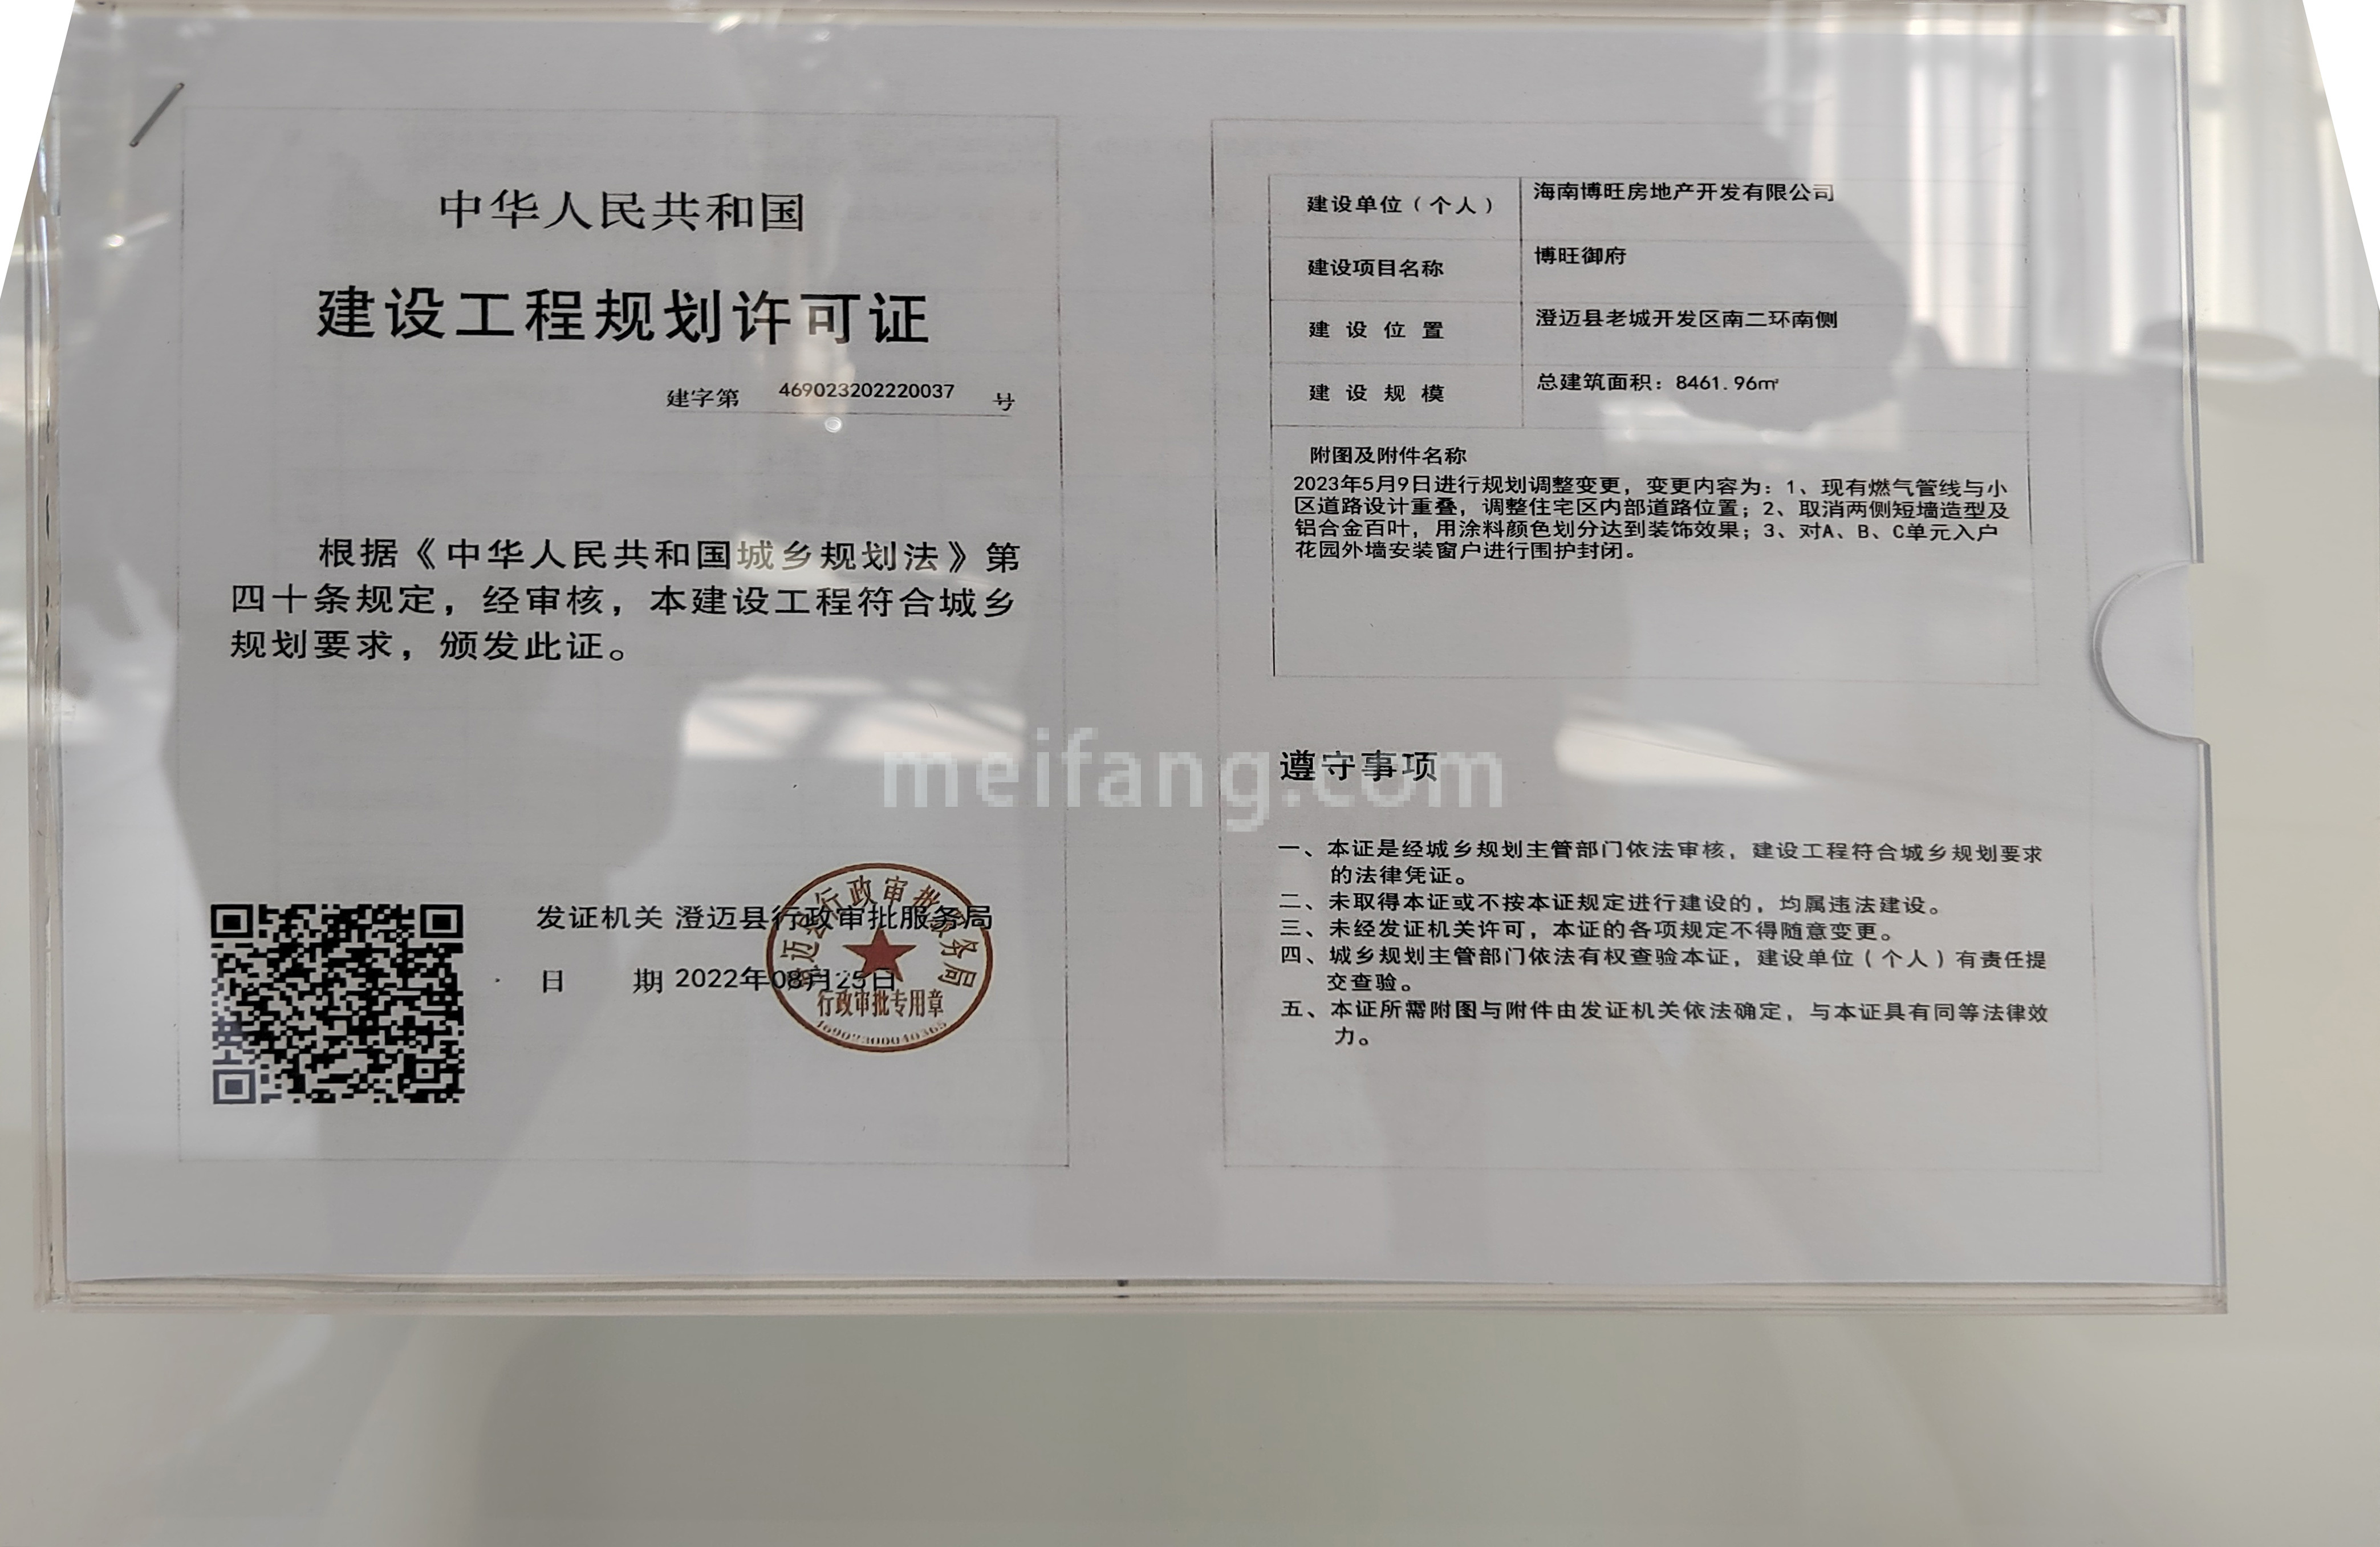 中华人民共和国
建设工程规划许可证
建字第 469023202220037 号
根据《中华人民共和国城乡规划法》第
四十条规定，经审核，本建设工程符合城乡
规划要求，颁发此证。
发证机关 澄迈县行政审批服务局
日 期 2022年08月25日
行政审批专用章
46902300040365
建设单位（个人） 海南博旺房地产开发有限公司
建设项目名称 博旺御府
建设位置 澄迈县老城开发区南二环南侧
建设规模 总建筑面积：8461.96㎡
附图及附件名称
2023年5月9日进行规划调整变更，变更内容为：1、现有燃气管线与小
区道路设计重叠，调整住宅区内部道路位置；2、取消两侧短墙造型及
铝合金百叶，用涂料颜色划分达到装饰效果；3、对A、B、C单元入户
花园外墙安装窗户进行围护封闭。
遵守事项
一、本证是经城乡规划主管部门依法审核，建设工程符合城乡规划要求
的法律凭证。
二、未取得本证或不按本证规定进行建设的，均属违法建设。
三、未经发证机关许可，本证的各项规定不得随意变更。
四、城乡规划主管部门依法有权查验本证，建设单位（个人）有责任提
交查验。
五、本证所需附图与附件由发证机关依法确定，与本证具有同等法律效
力。
meifang.com